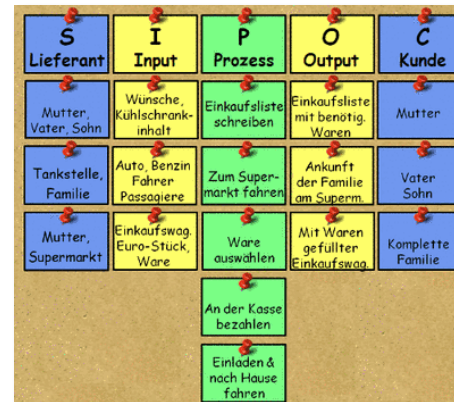 S I P O C
Lieferant Input Prozess Output Kunde
Mutter,
Vater, Sohn
Wünsche,
Kühlschrank-
inhalt
Einkaufsliste
schreiben
Einkaufsliste
mit benötig.
Waren
Mutter
Tankstelle,
Familie
Auto, Benzin
Fahrer
Passagiere
Zum Super-
markt fahren
Ankunft
der Familie
am Superm.
Vater
Sohn
Mutter,
Supermarkt
Einkaufswag.
Euro-Stück,
Ware
Ware
auswählen
Mit Waren
gefüllter
Einkaufswag.
Komplette
Familie
An der Kasse
bezahlen
Einladen &
nach Hause
fahren